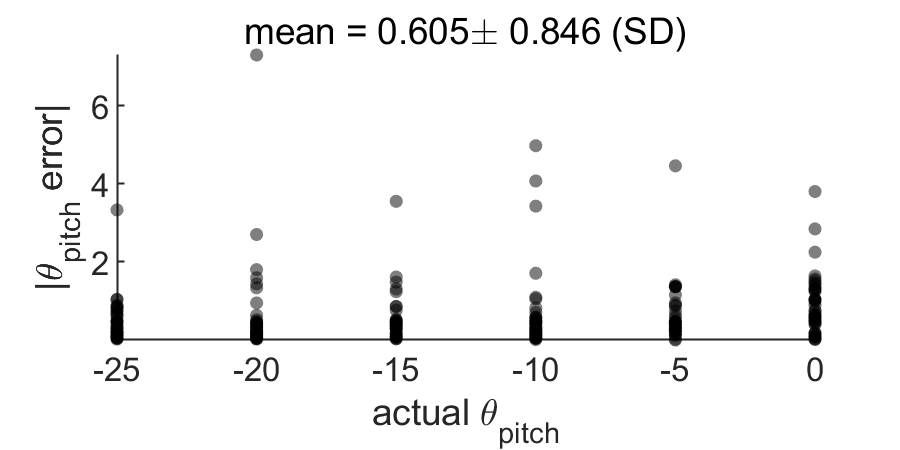 mean = 0.605± 0.846 (SD)
|θpitch error|
6
4
2
-25 -20 -15 -10 -5 0
actual θpitch